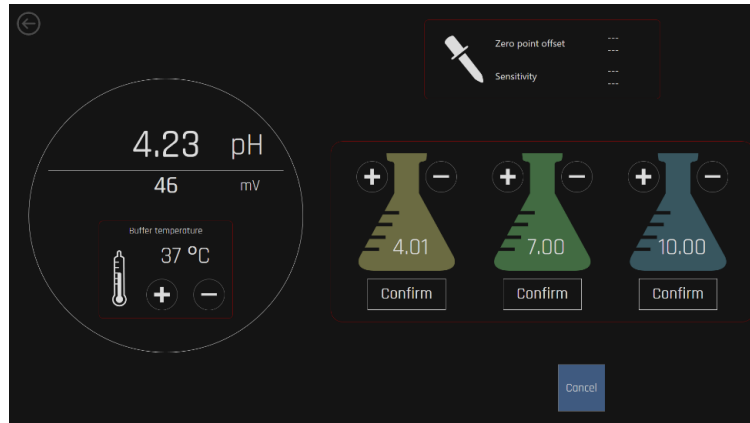 Zero point offset ---
---
Sensitivity ---
---
4.23 pH
46 mV
Buffer temperature
37 °C
+ −
+ − + − + −
4.01 7.00 10.00
Confirm Confirm Confirm
Cancel